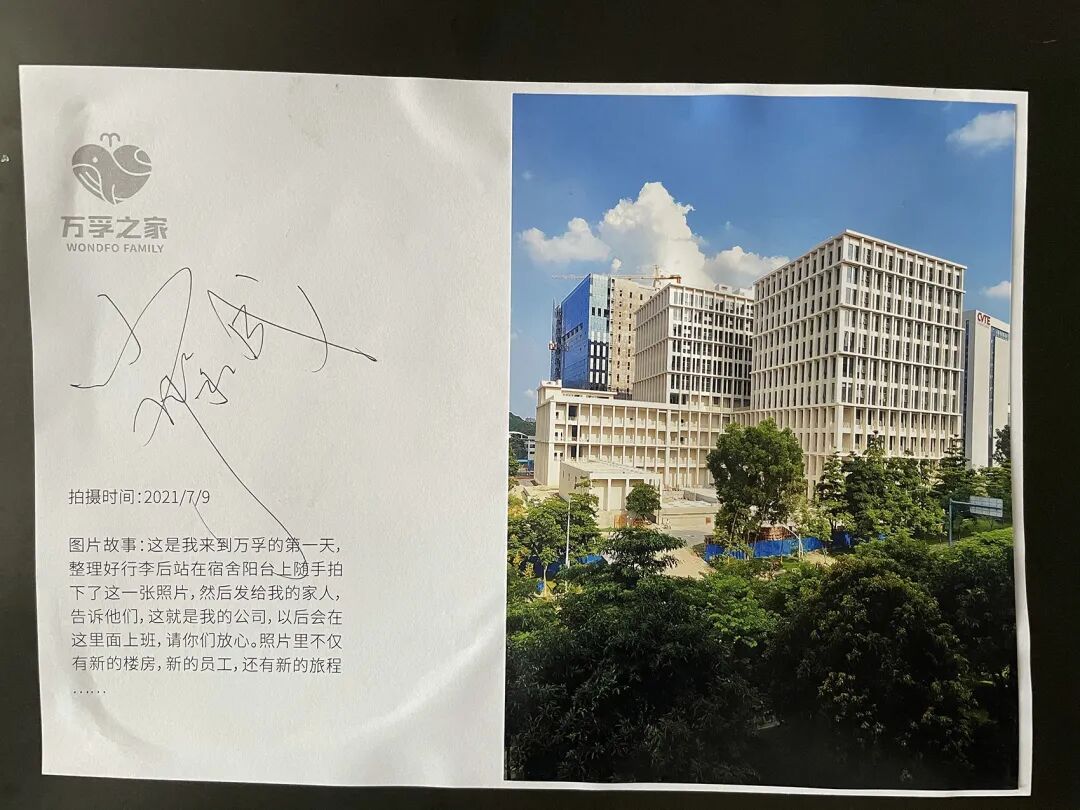 万孚之家
WONDFO FAMILY
拍摄时间:2021/7/9
图片故事:这是我来到万孚的第一天,
整理好行李后站在宿舍阳台上随手拍
下了这一张照片,然后发给我的家人,
告诉他们,这就是我的公司,以后会在
这里面上班,请你们放心。照片里不仅
有新的楼房,新的员工,还有新的旅程
……
CVTE